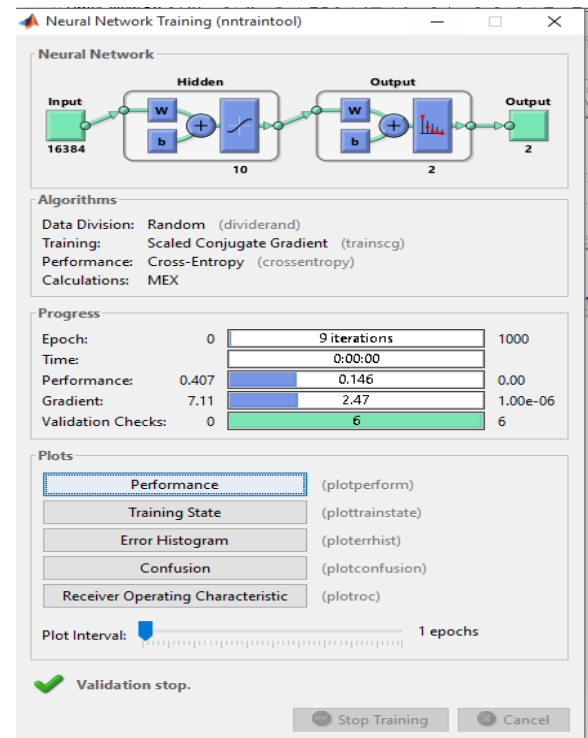 Neural Network Training (nntraintool)
Neural Network
Hidden
Output
Input
Output
W
W
b
b
16384
10
2
2
Algorithms
Data Division: Random (dividerand)
Training: Scaled Conjugate Gradient (trainscg)
Performance: Cross-Entropy (crossentropy)
Calculations: MEX
Progress
Epoch: 0 9 iterations 1000
Time: 0:00:00
Performance: 0.407 0.146 0.00
Gradient: 7.11 2.47 1.00e-06
Validation Checks: 0 6 6
Plots
Performance (plotperform)
Training State (plottrainstate)
Error Histogram (ploterrhist)
Confusion (plotconfusion)
Receiver Operating Characteristic (plotroc)
Plot Interval: 1 epochs
Validation stop.
Stop Training Cancel